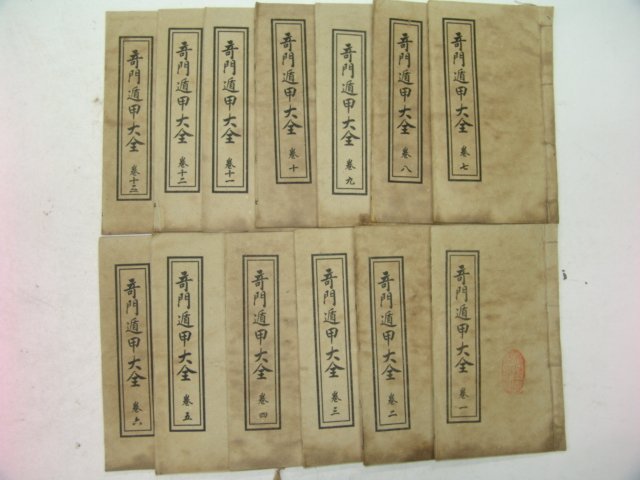 奇門遁甲大全 卷七
奇門遁甲大全 卷八
奇門遁甲大全 卷九
奇門遁甲大全 卷十
奇門遁甲大全 卷十一
奇門遁甲大全 卷十二
奇門遁甲大全 卷十三
奇門遁甲大全 卷一
奇門遁甲大全 卷二
奇門遁甲大全 卷三
奇門遁甲大全 卷四
奇門遁甲大全 卷五
奇門遁甲大全 卷六